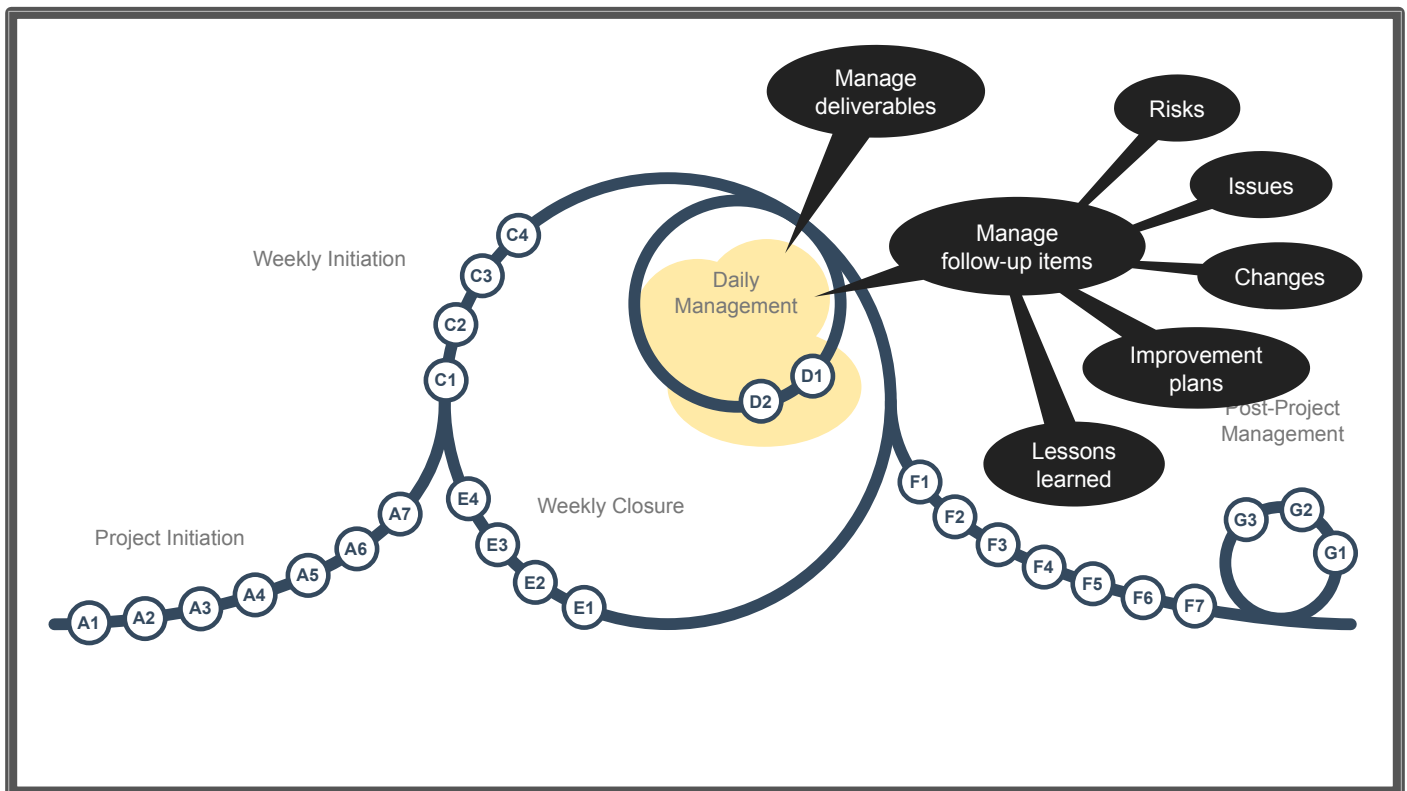 Manage
deliverables
Risks
Issues
Manage
follow-up items
Changes
Improvement
plans
Lessons
learned
Weekly Initiation
Daily
Management
C4
C3
C2
C1
D1
D2
Post-Project
Management
Weekly Closure
Project Initiation
A1
A2
A3
A4
A5
A6
A7
E4
E3
E2
E1
F1
F2
F3
F4
F5
F6
F7
G3
G2
G1